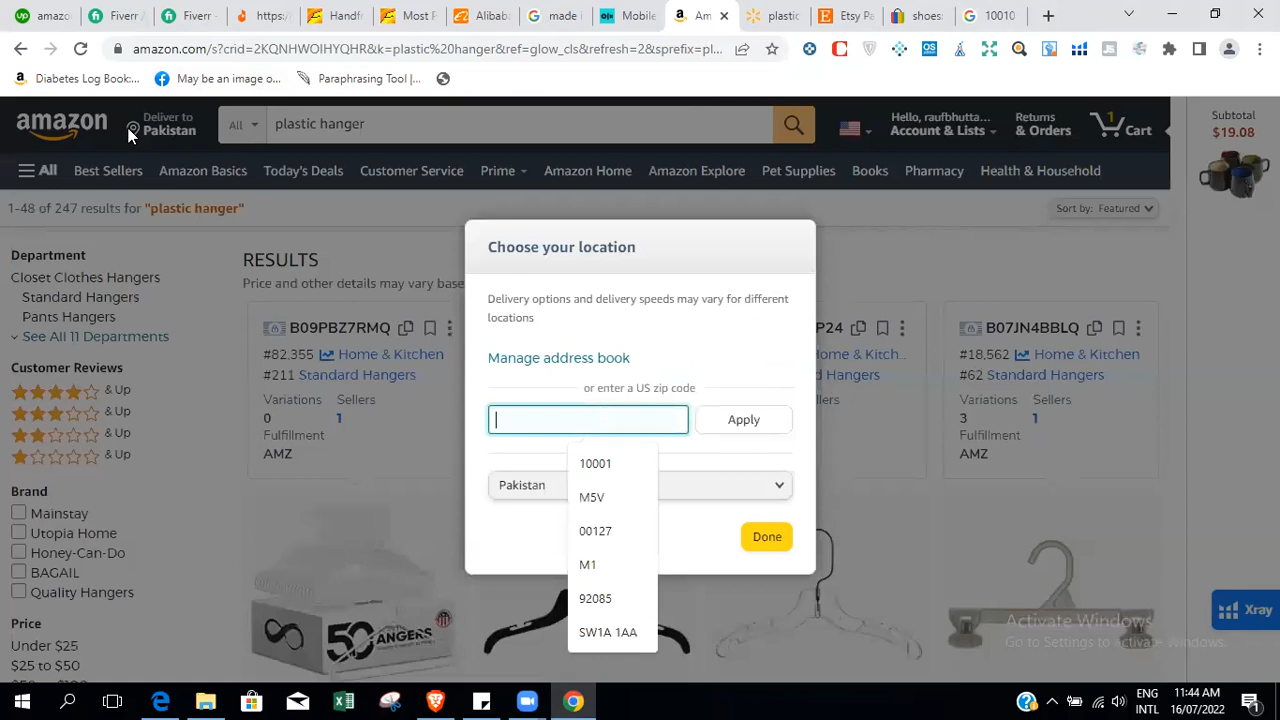 amazon
Fiverr /
Fiverr -
https:/
Handf
Most P
Alibab
made i
Mobile
Am
plastic
Etsy Pa
shoes
10010
amazon.com/s?crid=2KQNHWOIHYQHR&k=plastic%20hanger&ref=glow_cls&refresh=2&sprefix=pl...
Diabetes Log Book:...
May be an image o...
Paraphrasing Tool |...
amazon
Deliver to
Pakistan
All
plastic hanger
Hello, raufbhutta...
Account & Lists
Returns
& Orders
1
Cart
Subtotal
$19.08
All
Best Sellers
Amazon Basics
Today's Deals
Customer Service
Prime
Amazon Home
Amazon Explore
Pet Supplies
Books
Pharmacy
Health & Household
1-48 of 247 results for "plastic hanger"
Sort by: Featured
Department
Closet Clothes Hangers
Standard Hangers
Pants Hangers
See All 11 Departments
Customer Reviews
& Up
& Up
& Up
& Up
Brand
Mainstay
Utopia Home
Honey-Can-Do
BAGAIL
Quality Hangers
Price
Under $25
$25 to $50
RESULTS
Price and other details may vary base
B09PBZ7RMQ
#82,355 Home & Kitchen
#211 Standard Hangers
Variations
Sellers
0
1
Fulfillment
AMZ
P24
Home & Kitch...
Hangers
Sellers
1
B07JN4BBLQ
#18,562 Home & Kitchen
#62 Standard Hangers
Variations
Sellers
3
1
Fulfillment
AMZ
Choose your location
Delivery options and delivery speeds may vary for different
locations
Manage address book
or enter a US zip code
Apply
10001
M5V
00127
M1
92085
SW1A 1AA
Pakistan
Done
50
ANGERS
Activate Windows
Go to Settings to activate Windows.
Xray
ENG
INTL
11:44 AM
16/07/2022
1